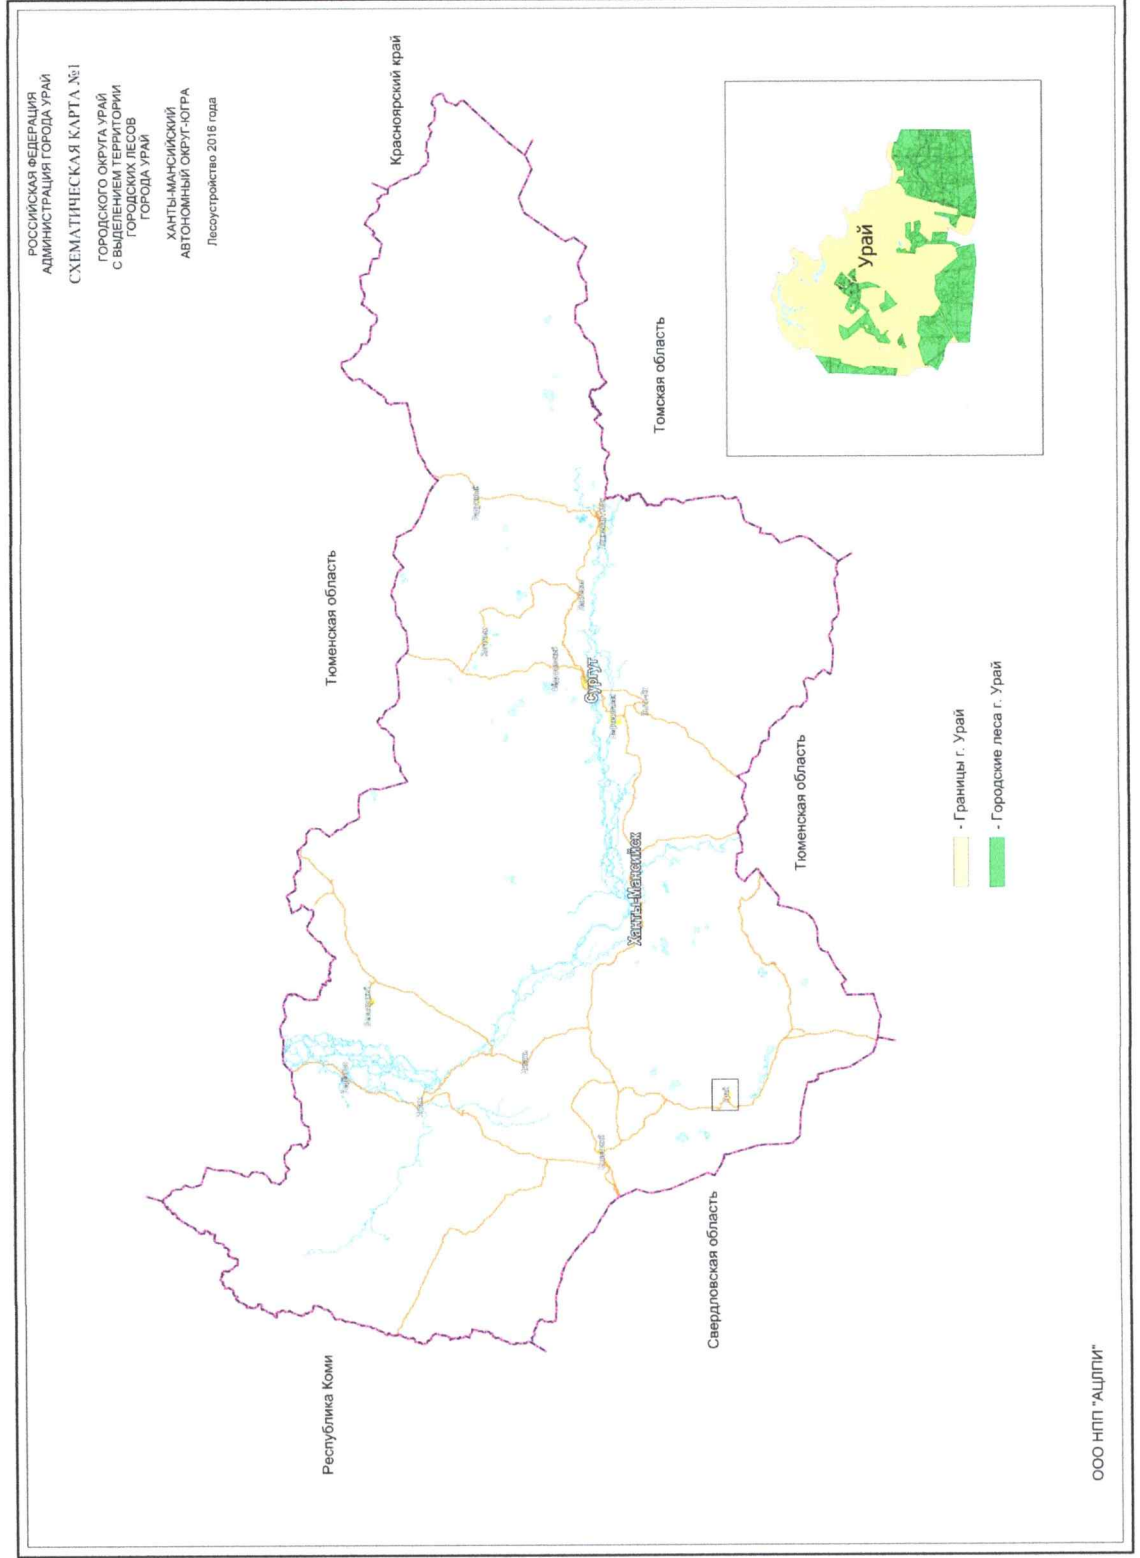 РОССИЙСКАЯ ФЕДЕРАЦИЯ
АДМИНИСТРАЦИЯ ГОРОДА УРАЙ
СХЕМАТИЧЕСКАЯ КАРТА №1
ГОРОДСКОГО ОКРУГА УРАЙ
С ВЫДЕЛЕНИЕМ ТЕРРИТОРИИ
ГОРОДСКИХ ЛЕСОВ
ГОРОДА УРАЙ
ХАНТЫ-МАНСИЙСКИЙ
АВТОНОМНЫЙ ОКРУГ-ЮГРА
Лесоустройство 2016 года
Республика Коми
Тюменская область
Красноярский край
Сургут
Ханты-Мансийск
Томская область
Свердловская область
Тюменская область
Урай
- Границы г. Урай
- Городские леса г. Урай
ООО НПП "АЦЛПИ"